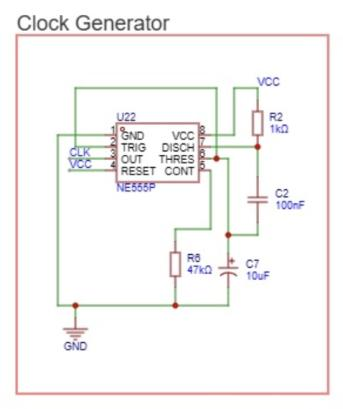 Clock Generator
VCC
U22
1 GND VCC 8
2 TRIG DISCH 7
CLK 3 OUT THRES 6
VCC 4 RESET CONT 5
NE555P
R2
1kΩ
C2
100nF
R6
47kΩ
C7
10uF
+
GND